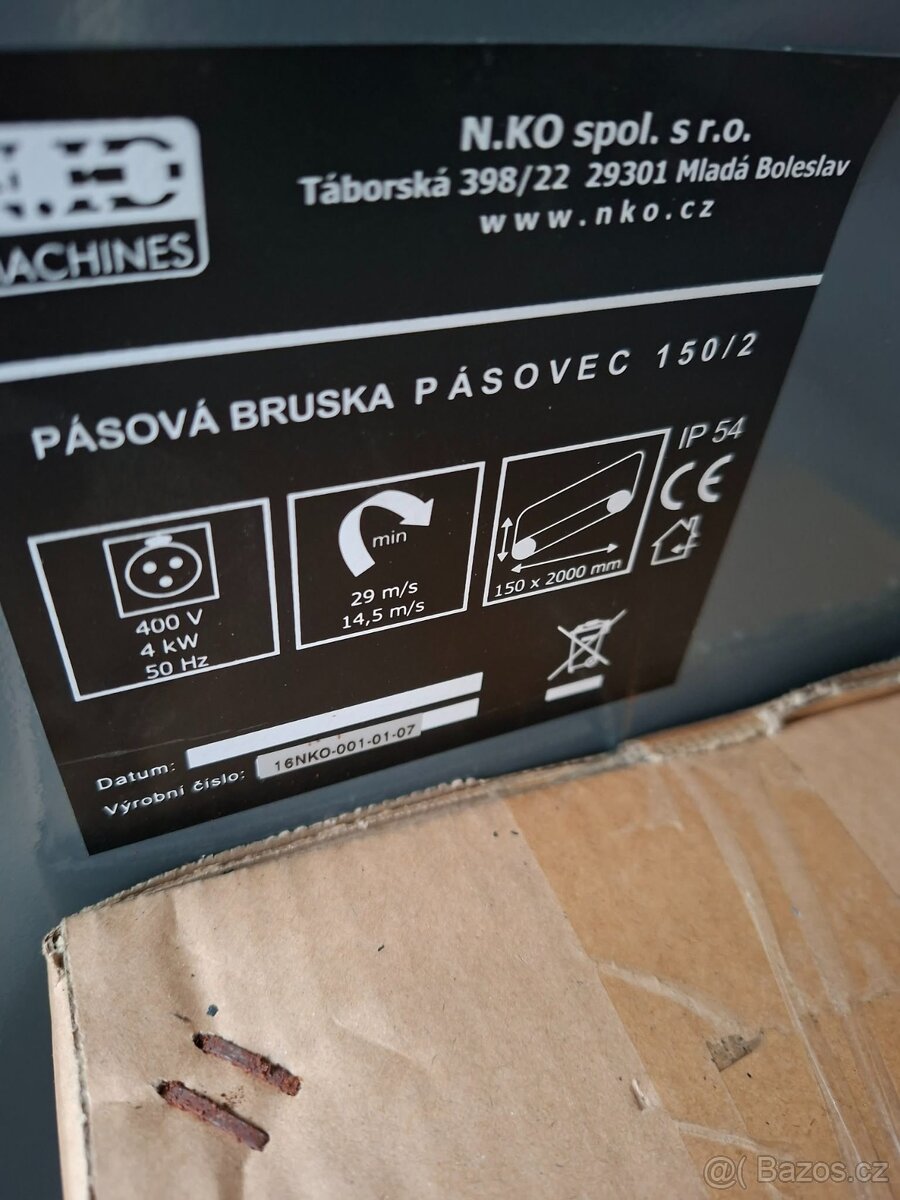 N.KO
MACHINES
N.KO spol. s r.o.
Táborská 398/22 29301 Mladá Boleslav
www.nko.cz
PÁSOVÁ BRUSKA PÁSOVEC 150/2
IP 54
CE
400 V
4 kW
50 Hz
min
29 m/s
14,5 m/s
150 x 2000 mm
Datum:
Výrobní číslo: 16NKO-001-01-07
@( Bazos.cz